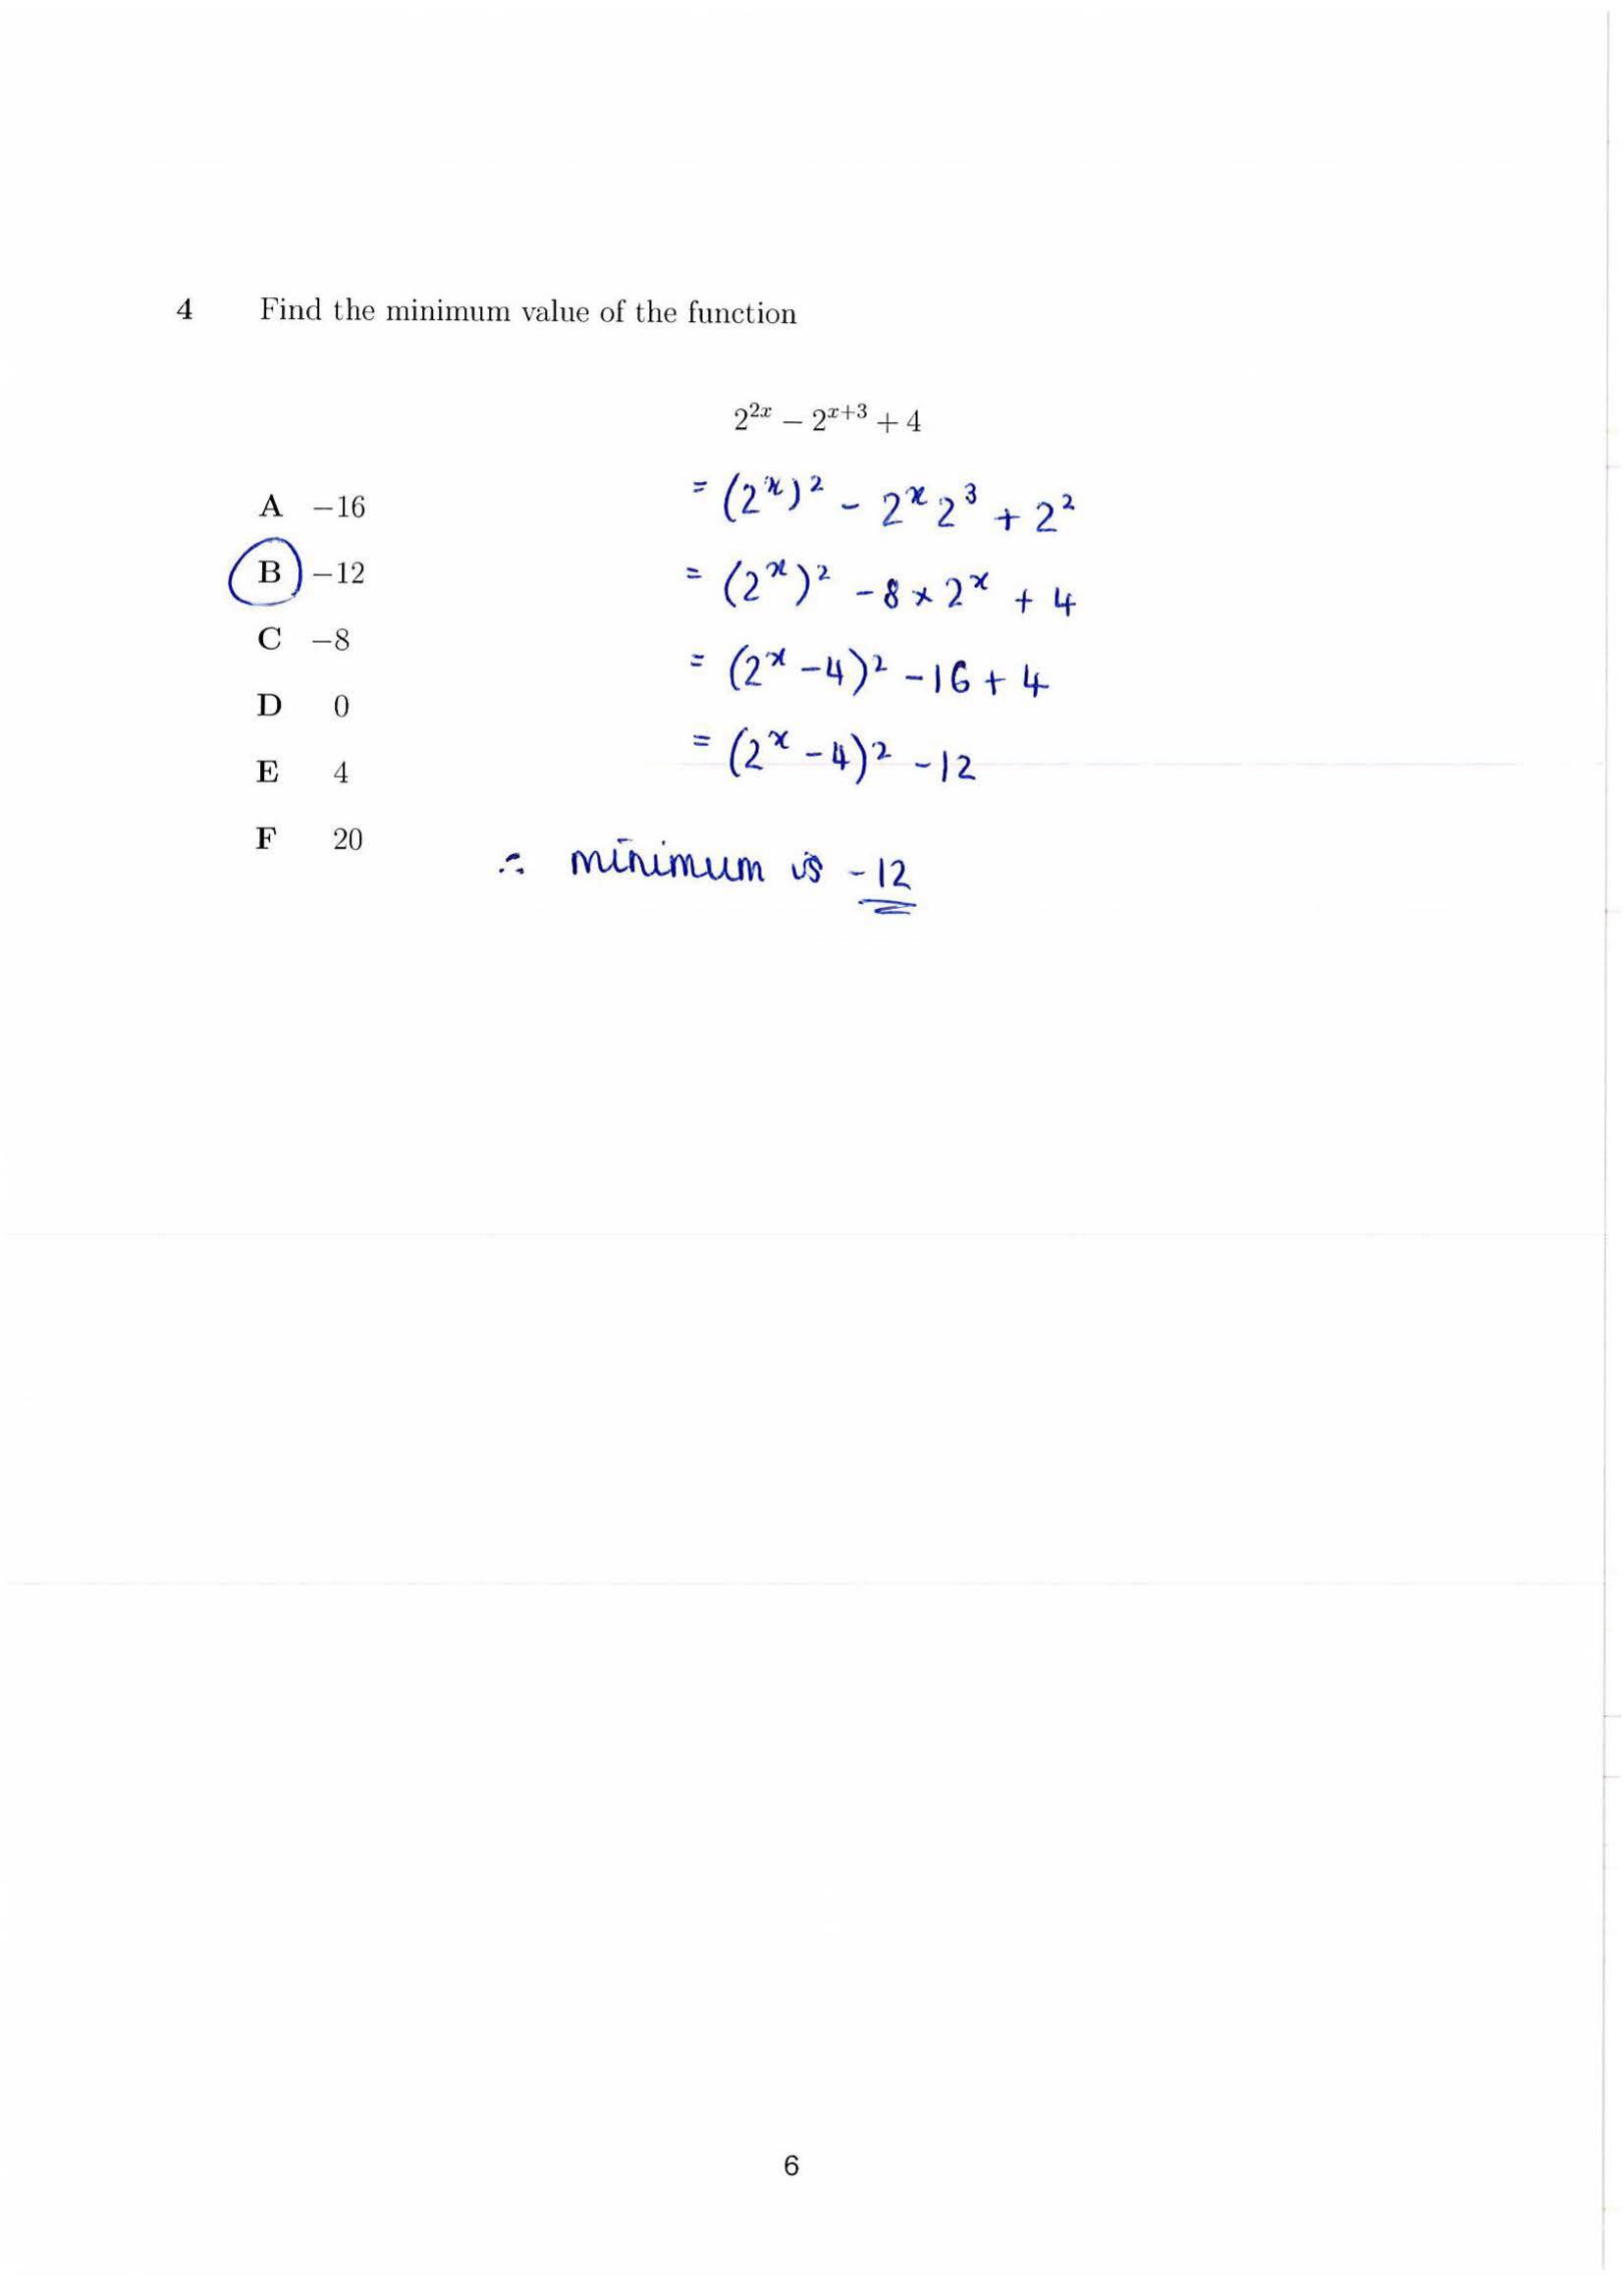 4 Find the minimum value of the function
2^{2x} − 2^{x+3} + 4
A −16
= (2^x)^2 - 2^x 2^3 + 2^2
B −12
= (2^x)^2 - 8 × 2^x + 4
C −8
= (2^x - 4)^2 - 16 + 4
D 0
= (2^x - 4)^2 - 12
E 4
F 20
∴ minimum is -12
6